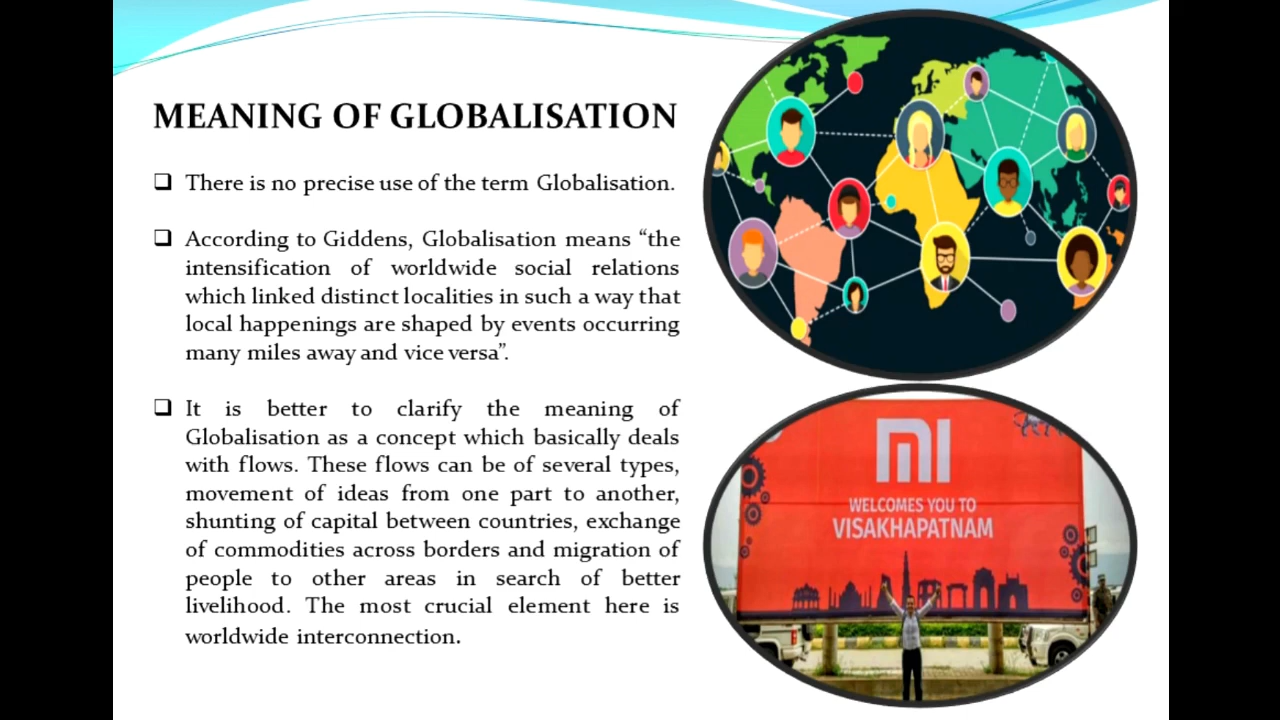 MEANING OF GLOBALISATION
❑ There is no precise use of the term Globalisation.
❑ According to Giddens, Globalisation means “the
intensification of worldwide social relations
which linked distinct localities in such a way that
local happenings are shaped by events occurring
many miles away and vice versa”.
❑ It is better to clarify the meaning of
Globalisation as a concept which basically deals
with flows. These flows can be of several types,
movement of ideas from one part to another,
shunting of capital between countries, exchange
of commodities across borders and migration of
people to other areas in search of better
livelihood. The most crucial element here is
worldwide interconnection.
MI
WELCOMES YOU TO
VISAKHAPATNAM